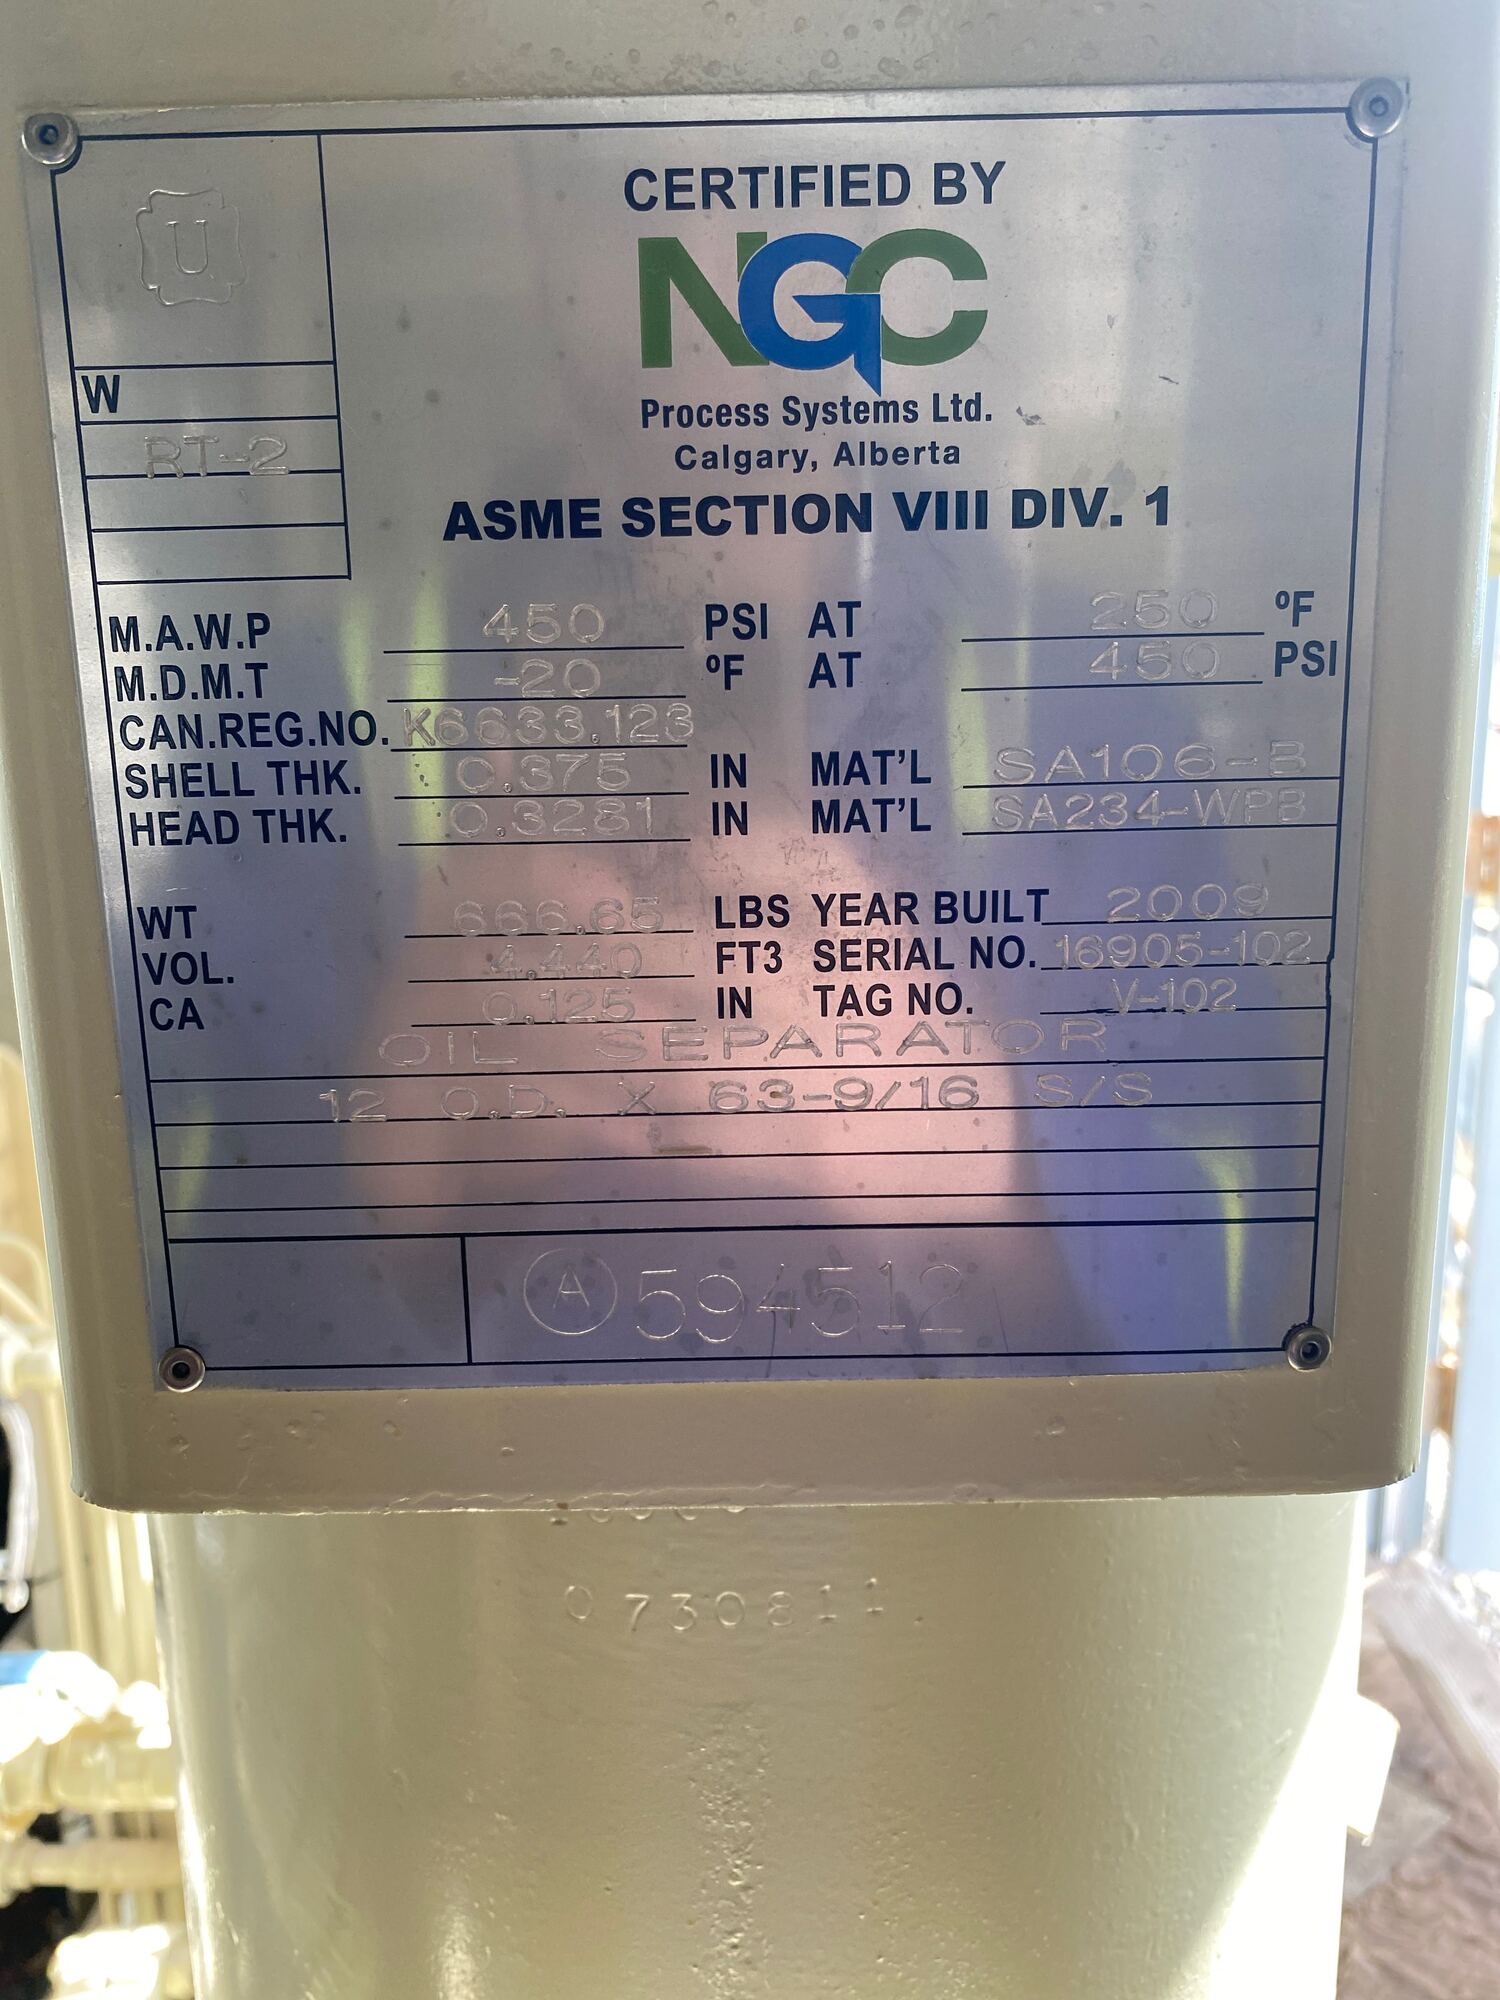 U
CERTIFIED BY
NGC
Process Systems Ltd.
Calgary, Alberta
ASME SECTION VIII DIV. 1
W
RT-2
M.A.W.P 450 PSI AT 250 ºF
M.D.M.T -20 ºF AT 450 PSI
CAN.REG.NO. K6633.123
SHELL THK. 0.375 IN MAT'L SA106-B
HEAD THK. 0.3281 IN MAT'L SA234-WPB
WT 666.65 LBS YEAR BUILT 2009
VOL. 4.440 FT3 SERIAL NO. 16905-102
CA 0.125 IN TAG NO. V-102
OIL SEPARATOR
12 O.D. X 63-9/16 S/S
A 594512
0730811